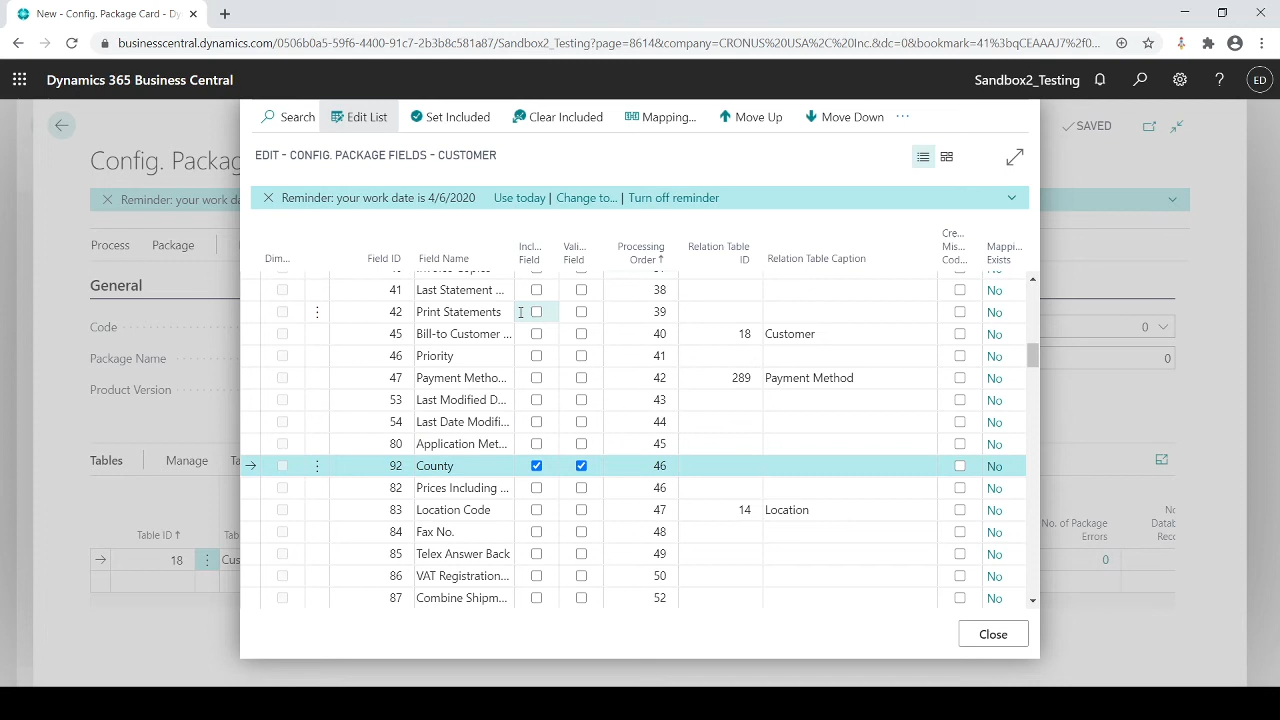 New - Config. Package Card - Dy
businesscentral.dynamics.com/0506b0a5-59f6-4400-91c7-2b3b8c581a87/Sandbox2_Testing?page=8614&company=CRONUS%20USA%2C%20Inc.&dc=0&bookmark=41%3bqCEAAAJ7%2f0...
Dynamics 365 Business Central
Sandbox2_Testing
?
ED
Search
Edit List
Set Included
Clear Included
Mapping...
Move Up
Move Down
...
SAVED
Config. Packag
EDIT - CONFIG. PACKAGE FIELDS - CUSTOMER
Reminder: your work da
Reminder: your work date is 4/6/2020 Use today | Change to... | Turn off reminder
Process
Package
Dim... Field ID Field Name Incl... Field Vali... Field Processing Order↑ Relation Table ID Relation Table Caption Cre... Mis... Cod... Mappi... Exists
General
41 Last Statement ... 38 No
42 Print Statements 39 No
Code 0
45 Bill-to Customer ... 40 18 Customer No
46 Priority 41 No
Package Name 0
47 Payment Metho... 42 289 Payment Method No
Product Version
53 Last Modified D... 43 No
54 Last Date Modifi... 44 No
80 Application Met... 45 No
Tables
Manage
Ta
92 County 46 No
82 Prices Including ... 46 No
83 Location Code 47 14 Location No
84 Fax No. 48 No
85 Telex Answer Back 49 No
86 VAT Registration... 50 No
87 Combine Shipm... 52 No
Table ID↑
Tab
No. of Package Errors
No
Datab
Reco
18
Cus
0
Close